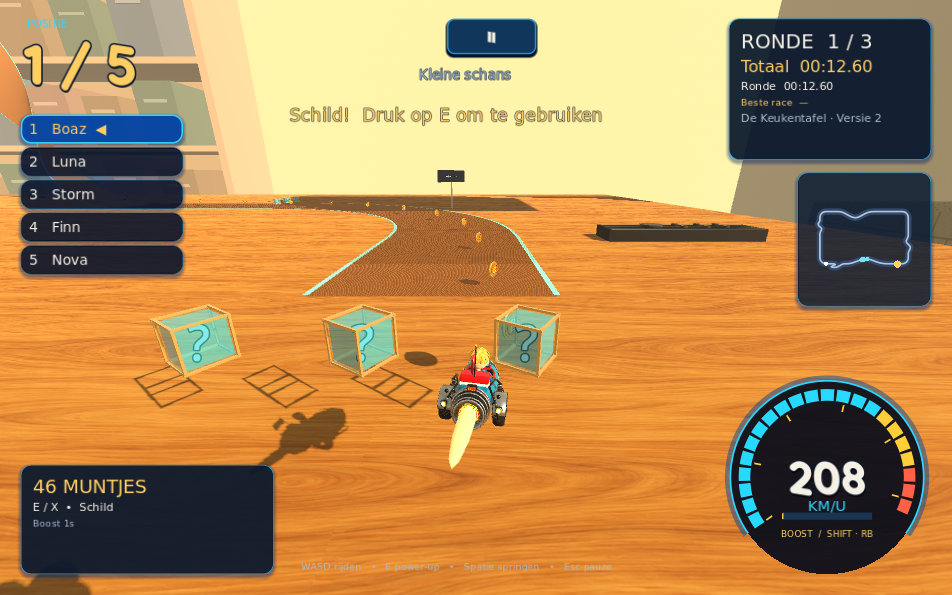 POSITIE
1/5
1 Boaz ◀
2 Luna
3 Storm
4 Finn
5 Nova
Kleine schans
Schild! Druk op E om te gebruiken
RONDE 1 / 3
Totaal 00:12.60
Ronde 00:12.60
Beste race —
De Keukentafel · Versie 2
?
?
?
46 MUNTJES
E / X • Schild
Boost 1s
208
KM/U
BOOST / SHIFT · RB
WASD rijden • E power-up • Spatie springen • Esc pauze